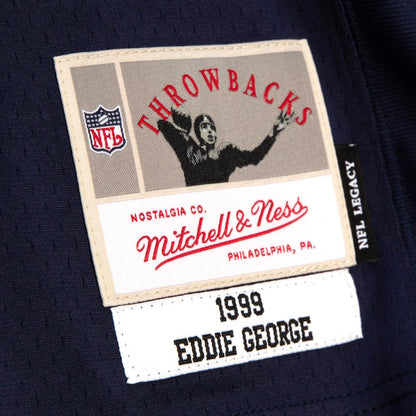 THROWBACKS
NFL
NOSTALGIA CO.
Mitchell & Ness
PHILADELPHIA, PA.
NFL LEGACY
1999
EDDIE GEORGE